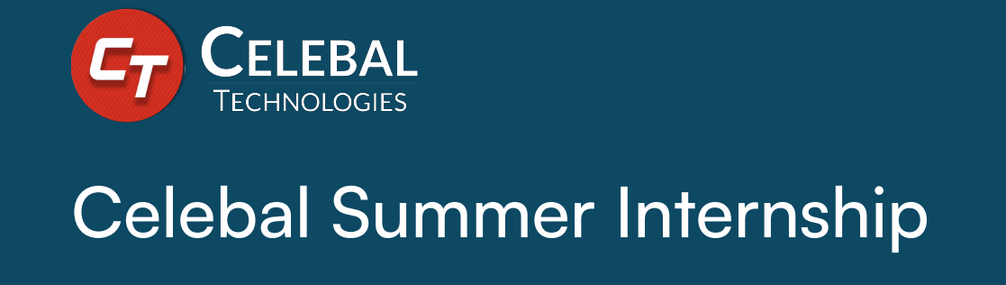 CT
CELEBAL
TECHNOLOGIES
Celebal Summer Internship